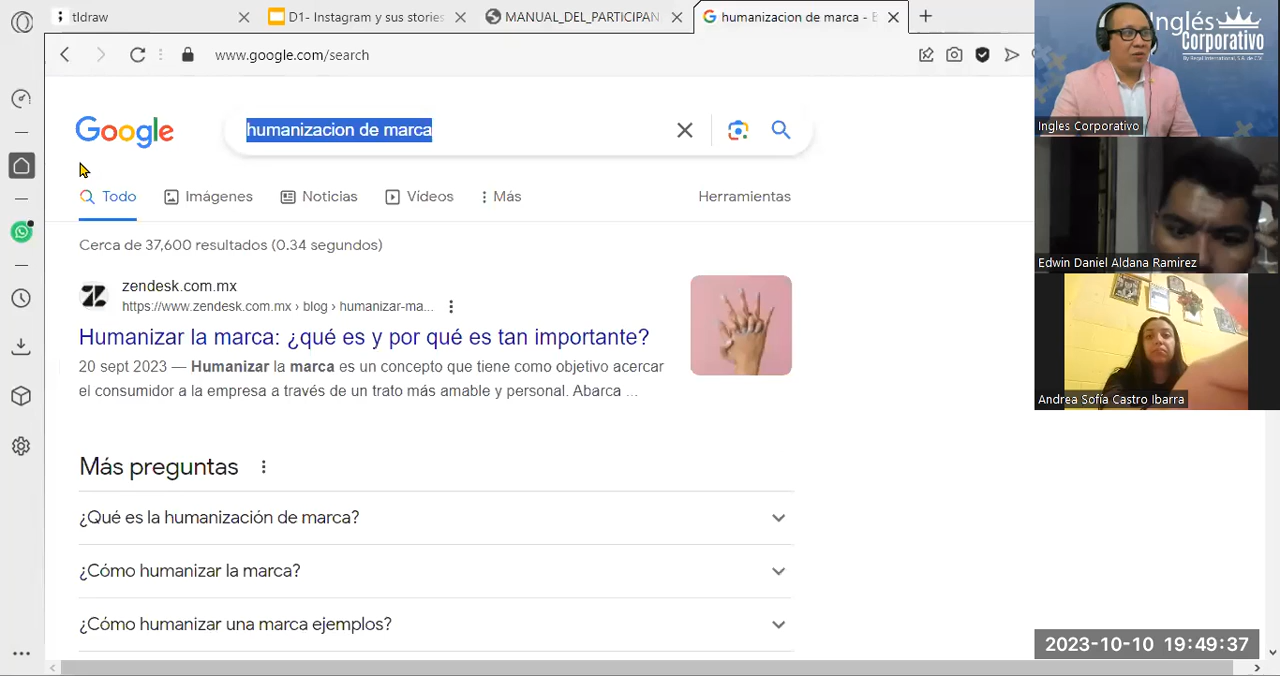 tldraw
D1- Instagram y sus stories
MANUAL_DEL_PARTICIPAN
humanizacion de marca - B
www.google.com/search
Google
humanizacion de marca
Todo
Imágenes
Noticias
Vídeos
Más
Herramientas
Cerca de 37,600 resultados (0.34 segundos)
zendesk.com.mx
https://www.zendesk.com.mx › blog › humanizar-ma...
Humanizar la marca: ¿qué es y por qué es tan importante?
20 sept 2023 — Humanizar la marca es un concepto que tiene como objetivo acercar
el consumidor a la empresa a través de un trato más amable y personal. Abarca ...
Más preguntas
¿Qué es la humanización de marca?
¿Cómo humanizar la marca?
¿Cómo humanizar una marca ejemplos?
Inglés
Corporativo
By Regal International, S.A. de C.V.
Ingles Corporativo
Edwin Daniel Aldana Ramirez
Andrea Sofía Castro Ibarra
2023-10-10 19:49:37